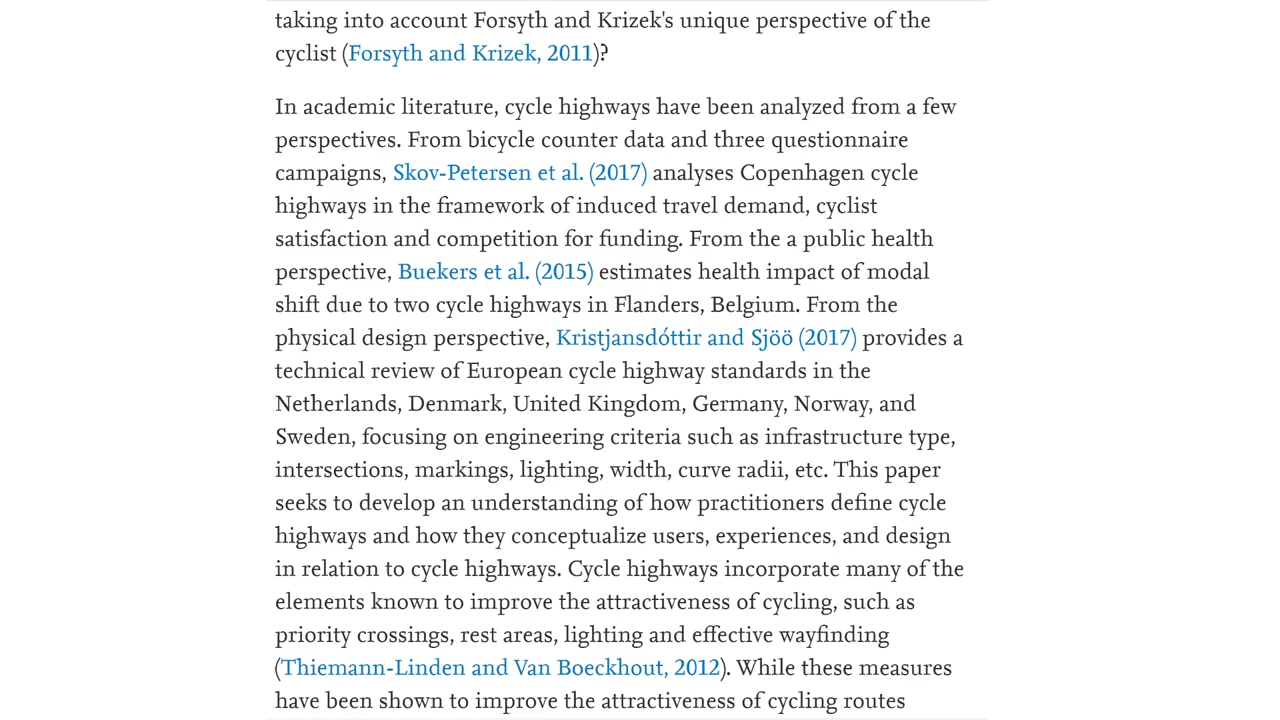 taking into account Forsyth and Krizek's unique perspective of the
cyclist (Forsyth and Krizek, 2011)?
In academic literature, cycle highways have been analyzed from a few
perspectives. From bicycle counter data and three questionnaire
campaigns, Skov-Petersen et al. (2017) analyses Copenhagen cycle
highways in the framework of induced travel demand, cyclist
satisfaction and competition for funding. From the a public health
perspective, Buekers et al. (2015) estimates health impact of modal
shift due to two cycle highways in Flanders, Belgium. From the
physical design perspective, Kristjansdóttir and Sjöö (2017) provides a
technical review of European cycle highway standards in the
Netherlands, Denmark, United Kingdom, Germany, Norway, and
Sweden, focusing on engineering criteria such as infrastructure type,
intersections, markings, lighting, width, curve radii, etc. This paper
seeks to develop an understanding of how practitioners define cycle
highways and how they conceptualize users, experiences, and design
in relation to cycle highways. Cycle highways incorporate many of the
elements known to improve the attractiveness of cycling, such as
priority crossings, rest areas, lighting and effective wayfinding
(Thiemann-Linden and Van Boeckhout, 2012). While these measures
have been shown to improve the attractiveness of cycling routes